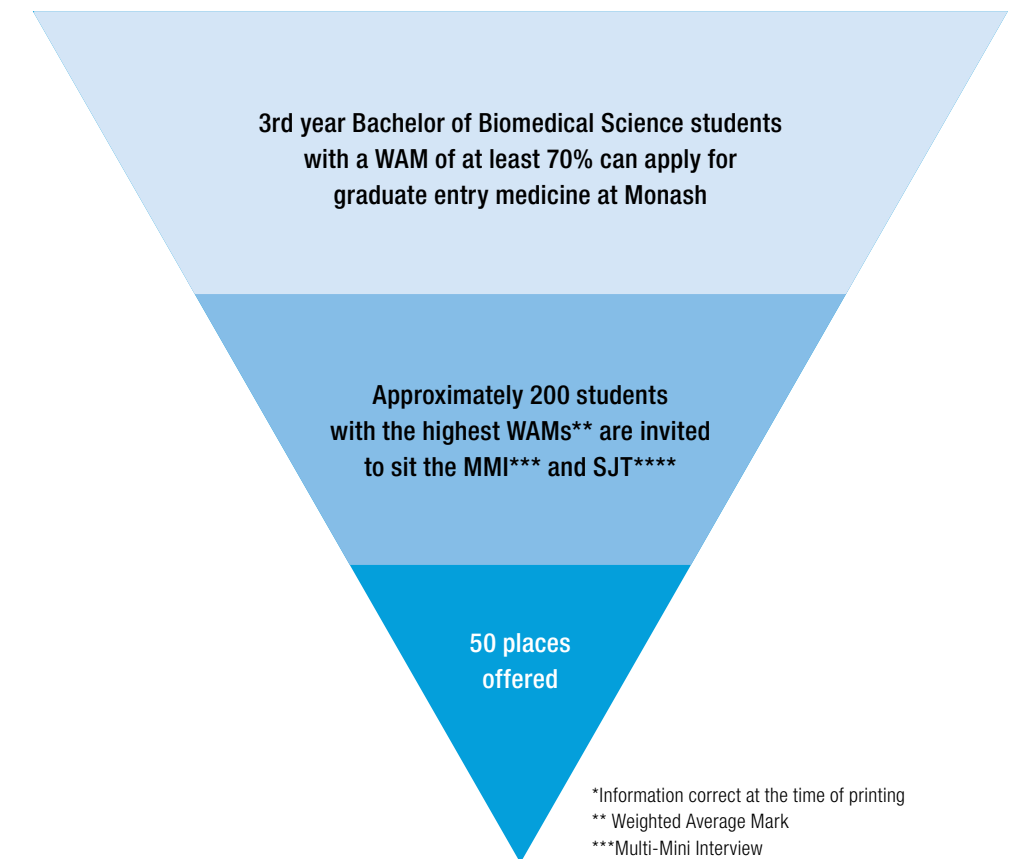 3rd year Bachelor of Biomedical Science students
with a WAM of at least 70% can apply for
graduate entry medicine at Monash
Approximately 200 students
with the highest WAMs** are invited
to sit the MMI*** and SJT****
50 places
offered
*Information correct at the time of printing
** Weighted Average Mark
***Multi-Mini Interview